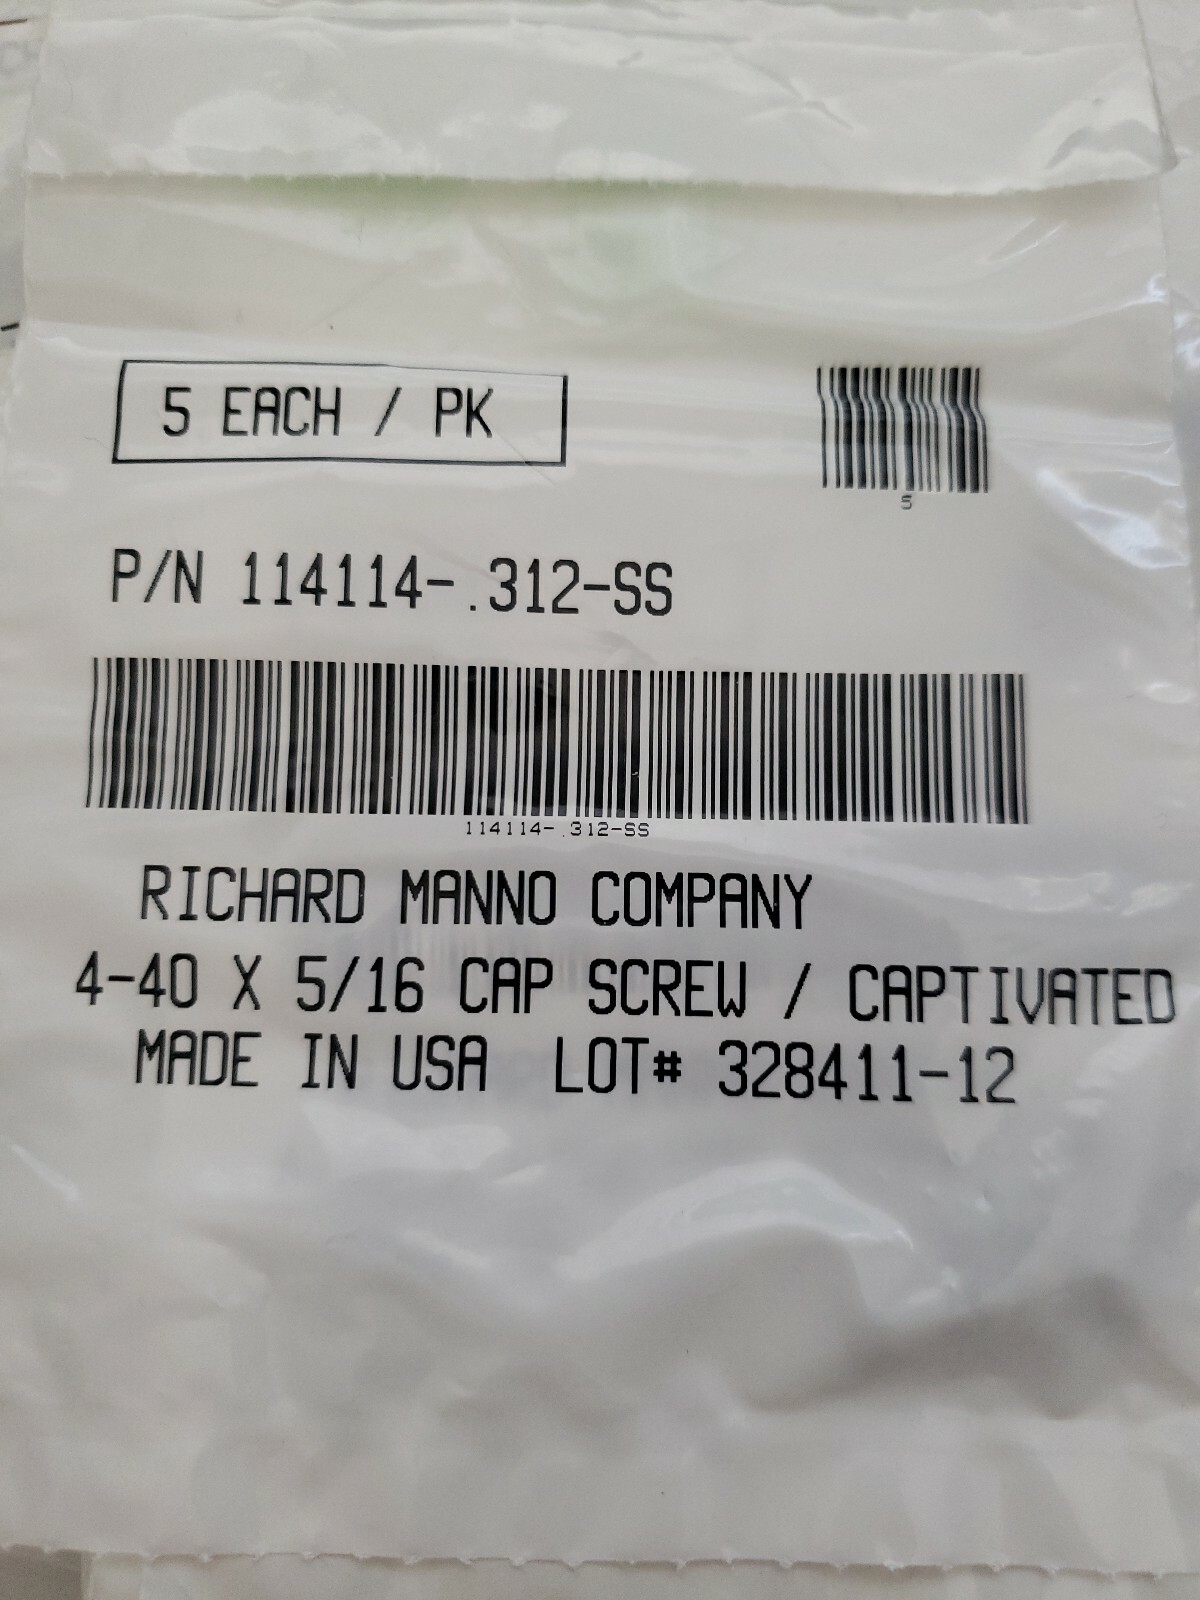 5 EACH / PK
5
P/N 114114-.312-SS
114114-.312-SS
RICHARD MANNO COMPANY
4-40 X 5/16 CAP SCREW / CAPTIVATED
MADE IN USA LOT# 328411-12